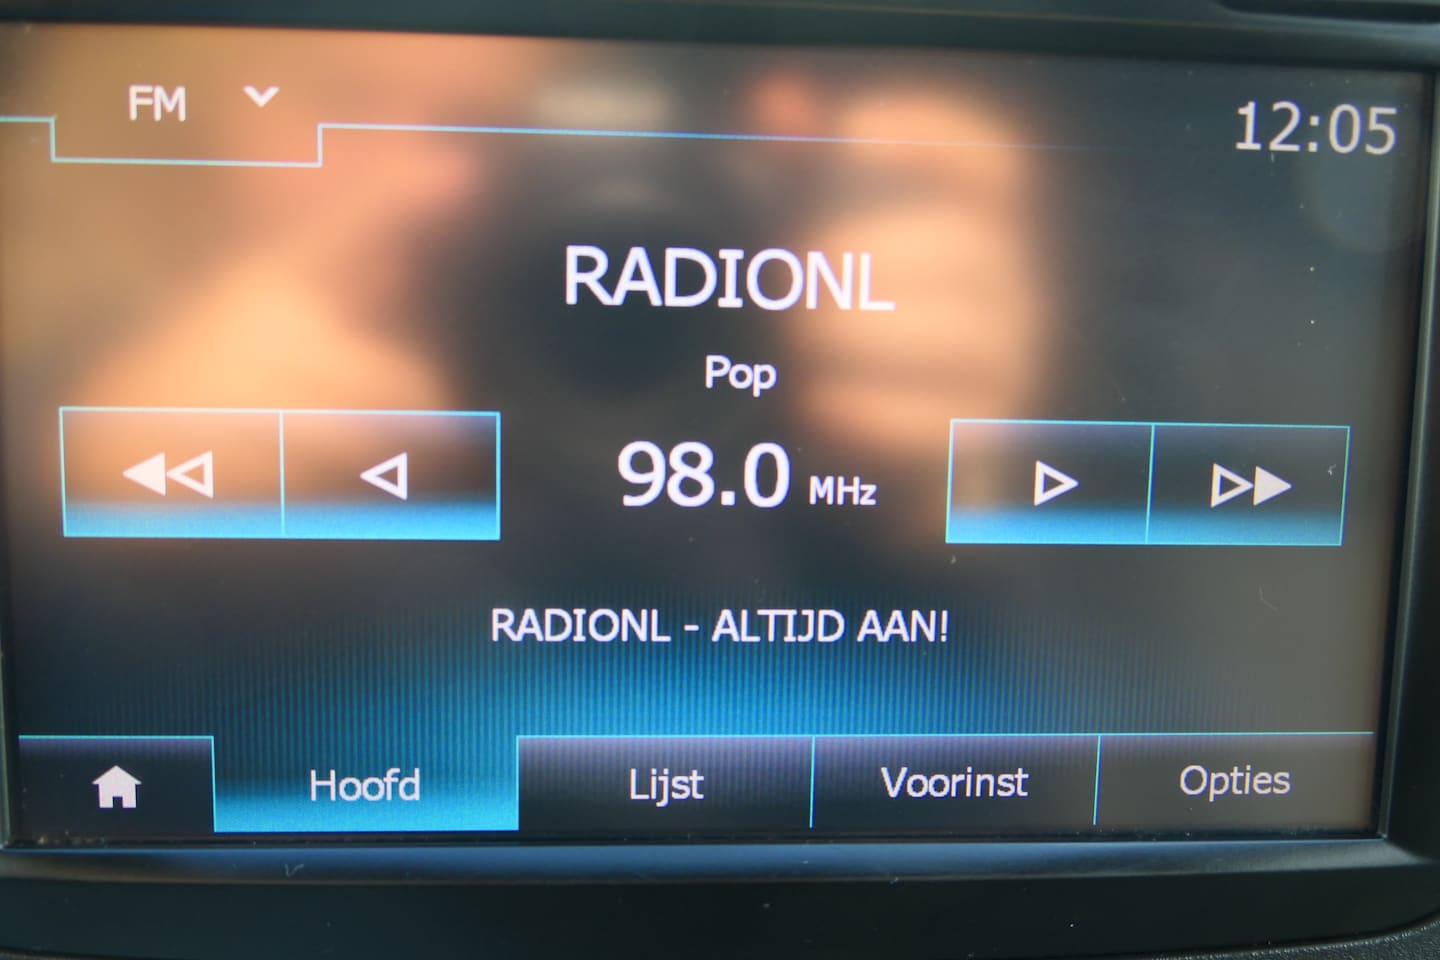 FM
12:05
RADIONL
Pop
98.0 MHz
RADIONL - ALTIJD AAN!
Hoofd Lijst Voorinst Opties